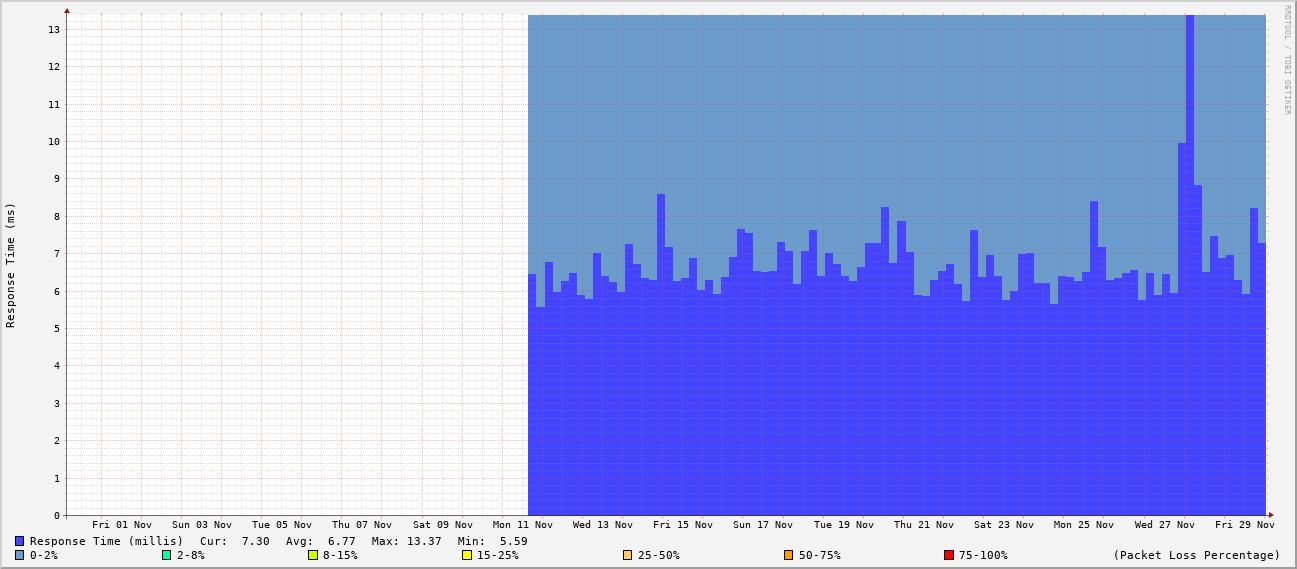 RRDTOOL / TOBI OETIKER
Response Time (ms)
13
12
11
10
9
8
7
6
5
4
3
2
1
0
Fri 01 Nov Sun 03 Nov Tue 05 Nov Thu 07 Nov Sat 09 Nov Mon 11 Nov Wed 13 Nov Fri 15 Nov Sun 17 Nov Tue 19 Nov Thu 21 Nov Sat 23 Nov Mon 25 Nov Wed 27 Nov Fri 29 Nov
Response Time (millis) Cur: 7.30 Avg: 6.77 Max: 13.37 Min: 5.59
0-2% 2-8% 8-15% 15-25% 25-50% 50-75% 75-100% (Packet Loss Percentage)